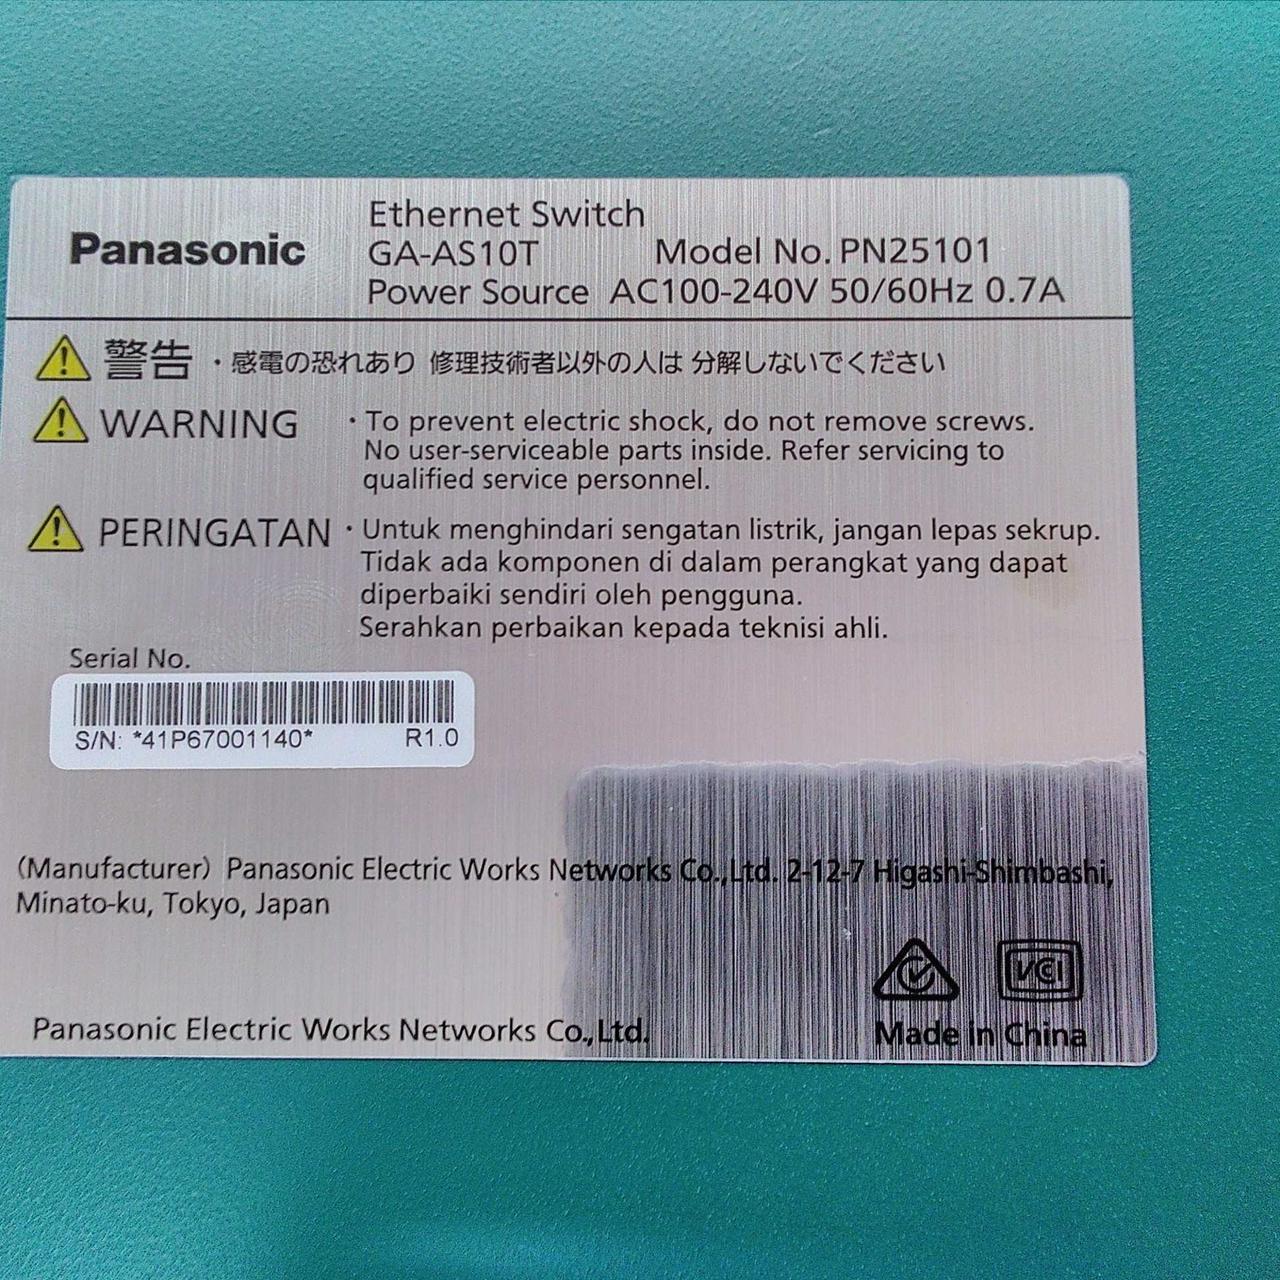 Panasonic
Ethernet Switch
GA-AS10T Model No. PN25101
Power Source AC100-240V 50/60Hz 0.7A
警告 ・感電の恐れあり 修理技術者以外の人は 分解しないでください
WARNING ・To prevent electric shock, do not remove screws.
No user-serviceable parts inside. Refer servicing to
qualified service personnel.
PERINGATAN ・Untuk menghindari sengatan listrik, jangan lepas sekrup.
Tidak ada komponen di dalam perangkat yang dapat
diperbaiki sendiri oleh pengguna.
Serahkan perbaikan kepada teknisi ahli.
Serial No.
S/N: *41P67001140* R1.0
(Manufacturer) Panasonic Electric Works Networks Co.,Ltd. 2-12-7 Higashi-Shimbashi,
Minato-ku, Tokyo, Japan
VCI
Panasonic Electric Works Networks Co.,Ltd. Made in China